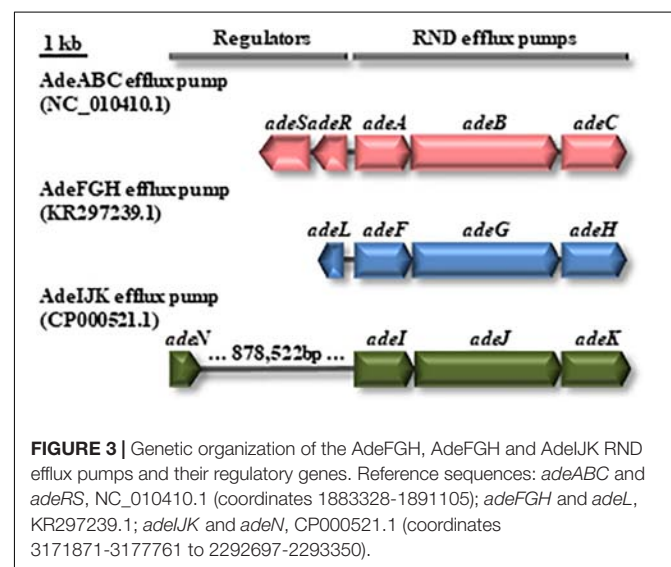 1 kb Regulators RND efflux pumps
AdeABC efflux pump
(NC_010410.1)
adeS adeR adeA adeB adeC
AdeFGH efflux pump
(KR297239.1)
adeL adeF adeG adeH
AdeIJK efflux pump
(CP000521.1)
adeN ... 878,522bp ... adeI adeJ adeK
FIGURE 3 | Genetic organization of the AdeFGH, AdeFGH and AdeIJK RND
efflux pumps and their regulatory genes. Reference sequences: adeABC and
adeRS, NC_010410.1 (coordinates 1883328-1891105); adeFGH and adeL,
KR297239.1; adeIJK and adeN, CP000521.1 (coordinates
3171871-3177761 to 2292697-2293350).